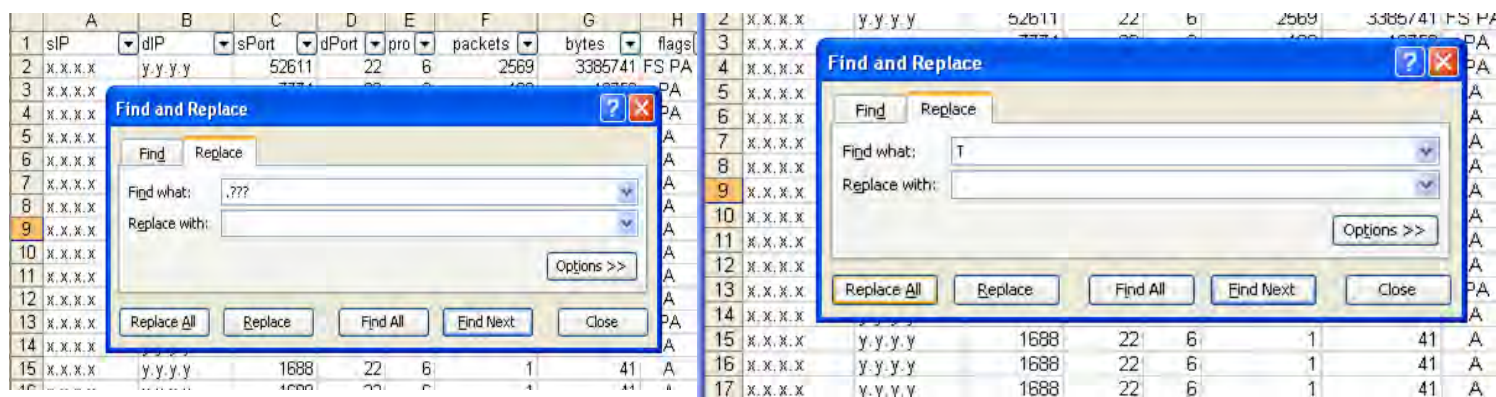 A B C D E F G H
1 sIP dIP sPort dPort pro packets bytes flags
2 x.x.x.x y.y.y.y 52611 22 6 2569 3385741 FS PA
3 x.x.x.x PA
4 x.x.x.x PA
5 x.x.x.x A
6 x.x.x.x A
7 x.x.x.x A
8 x.x.x.x A
9 x.x.x.x A
10 x.x.x.x A
11 x.x.x.x A
12 x.x.x.x A
13 x.x.x.x PA
14 x.x.x.x y.y.y.y A
15 x.x.x.x y.y.y.y 1688 22 6 1 41 A
Find and Replace
Find Replace
Find what: .???
Replace with:
Options >>
Replace All Replace Find All Find Next Close
2 x.x.x.x y.y.y.y 52611 22 6 2569 3385741 FS PA
3 x.x.x.x PA
4 x.x.x.x PA
5 x.x.x.x A
6 x.x.x.x A
7 x.x.x.x A
8 x.x.x.x A
9 x.x.x.x A
10 x.x.x.x A
11 x.x.x.x A
12 x.x.x.x A
13 x.x.x.x PA
14 x.x.x.x A
15 x.x.x.x y.y.y.y 1688 22 6 1 41 A
16 x.x.x.x y.y.y.y 1688 22 6 1 41 A
17 x.x.x.x y.y.y.y 1688 22 6 1 41 A
Find and Replace
Find Replace
Find what: T
Replace with:
Options >>
Replace All Replace Find All Find Next Close